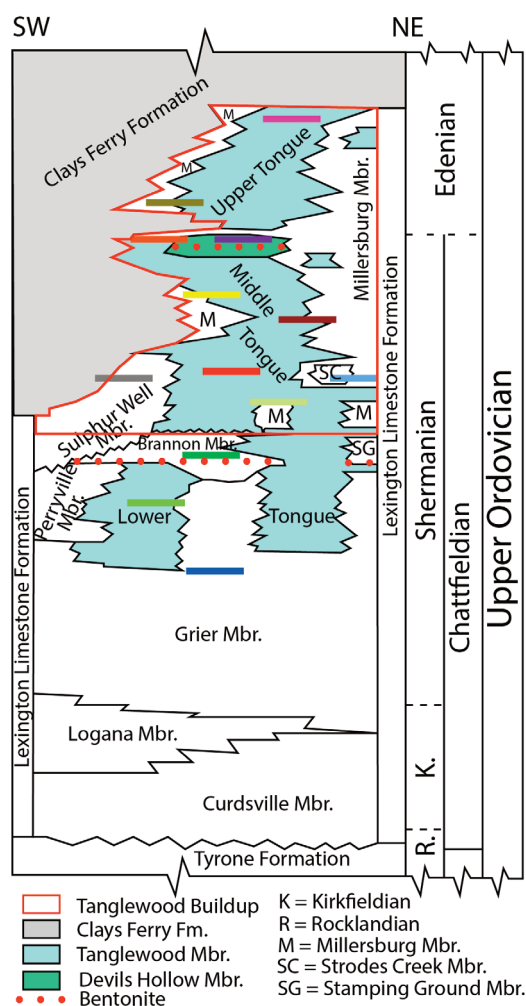 SW
NE
Clays Ferry Formation
M
M
Upper Tongue
Millersburg Mbr.
Edenian
Middle
Tongue
M
SC
M
M
Sulphur Well
Mbr.
Brannon Mbr.
SG
Perryville
Mbr.
Lower
Tongue
Lexington Limestone Formation
Lexington Limestone Formation
Shermanian
Chattfieldian
Upper Ordovician
Grier Mbr.
Logana Mbr.
K.
Curdsville Mbr.
R.
Tyrone Formation
Tanglewood Buildup
Clays Ferry Fm.
Tanglewood Mbr.
Devils Hollow Mbr.
Bentonite
K = Kirkfieldian
R = Rocklandian
M = Millersburg Mbr.
SC = Strodes Creek Mbr.
SG = Stamping Ground Mbr.